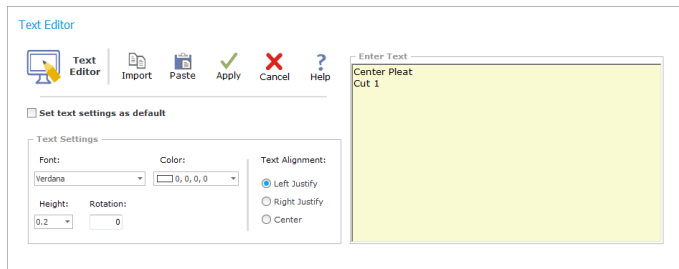 Text Editor
Text
Editor
Import
Paste
Apply
Cancel
Help
Set text settings as default
Text Settings
Font:
Color:
Text Alignment:
Verdana
0, 0, 0, 0
Left Justify
Right Justify
Center
Height:
Rotation:
0.2
0
Enter Text
Center Pleat
Cut 1